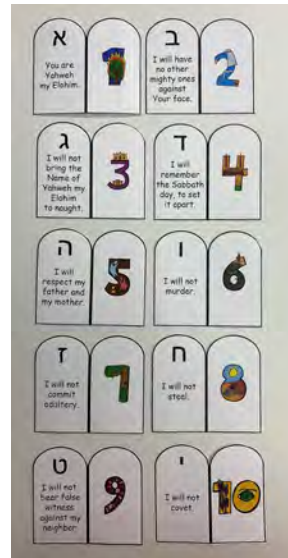 א
You are
Yahweh
my Elohim.
1
ב
I will have
no other
mighty ones
against
Your face.
2
ג
I will not
bring the
Name of
Yahweh my
Elohim
to naught.
3
ד
I will
remember
the Sabbath
day, to set
it apart.
4
ה
I will
respect my
father and
my mother.
5
ו
I will not
murder.
6
ז
I will not
commit
adultery.
7
ח
I will not
steal.
8
ט
I will not
bear false
witness
against my
neighbor.
9
י
I will not
covet.
10